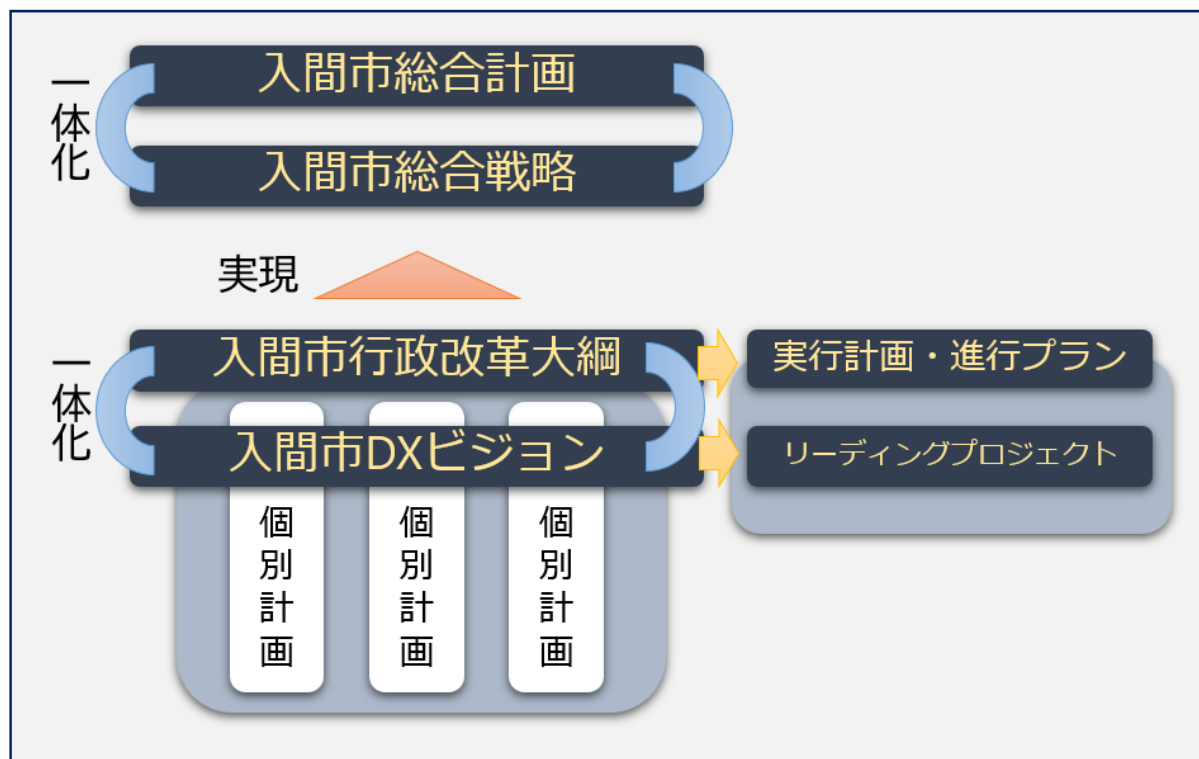 一体化
入間市総合計画
入間市総合戦略
実現
一体化
入間市行政改革大綱
実行計画・進行プラン
入間市DXビジョン
リーディングプロジェクト
個別計画
個別計画
個別計画